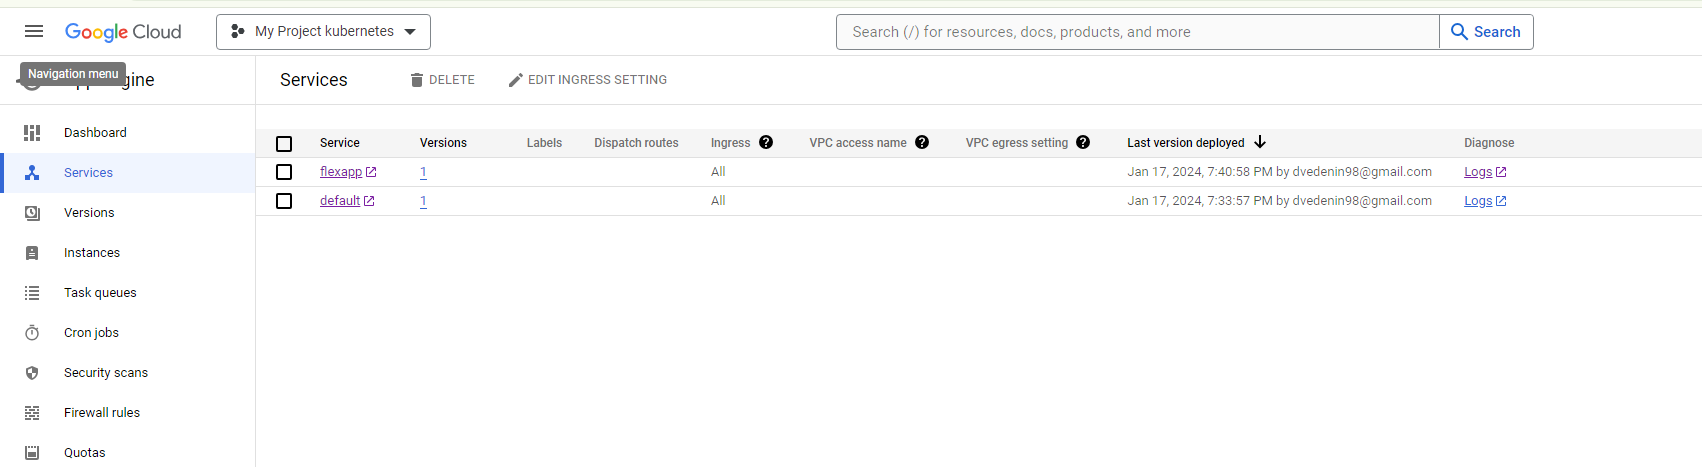 Google Cloud
My Project kubernetes
Search (/) for resources, docs, products, and more
Search
Navigation menu
Services
DELETE
EDIT INGRESS SETTING
Dashboard
Services
Versions
Instances
Task queues
Cron jobs
Security scans
Firewall rules
Quotas
Service Versions Labels Dispatch routes Ingress VPC access name VPC egress setting Last version deployed Diagnose
flexapp 1 All Jan 17, 2024, 7:40:58 PM by dvedenin98@gmail.com Logs
default 1 All Jan 17, 2024, 7:33:57 PM by dvedenin98@gmail.com Logs